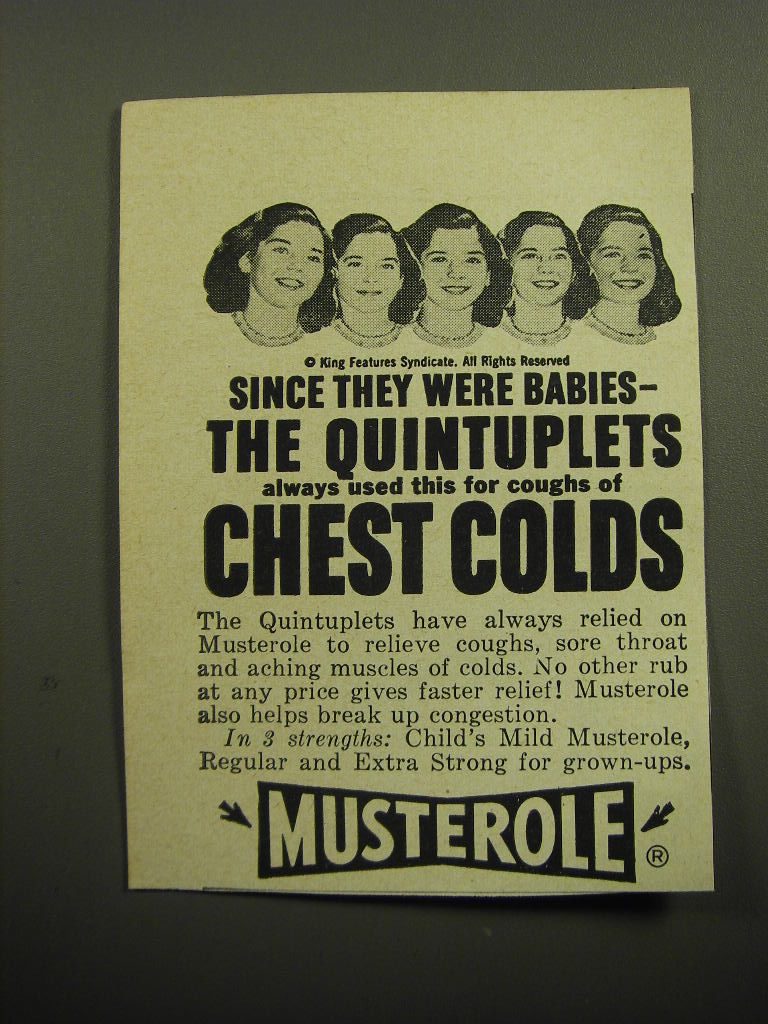 © King Features Syndicate. All Rights Reserved
SINCE THEY WERE BABIES—
THE QUINTUPLETS
always used this for coughs of
CHEST COLDS
The Quintuplets have always relied on
Musterole to relieve coughs, sore throat
and aching muscles of colds. No other rub
at any price gives faster relief! Musterole
also helps break up congestion.
In 3 strengths: Child's Mild Musterole,
Regular and Extra Strong for grown-ups.
MUSTEROLE ®